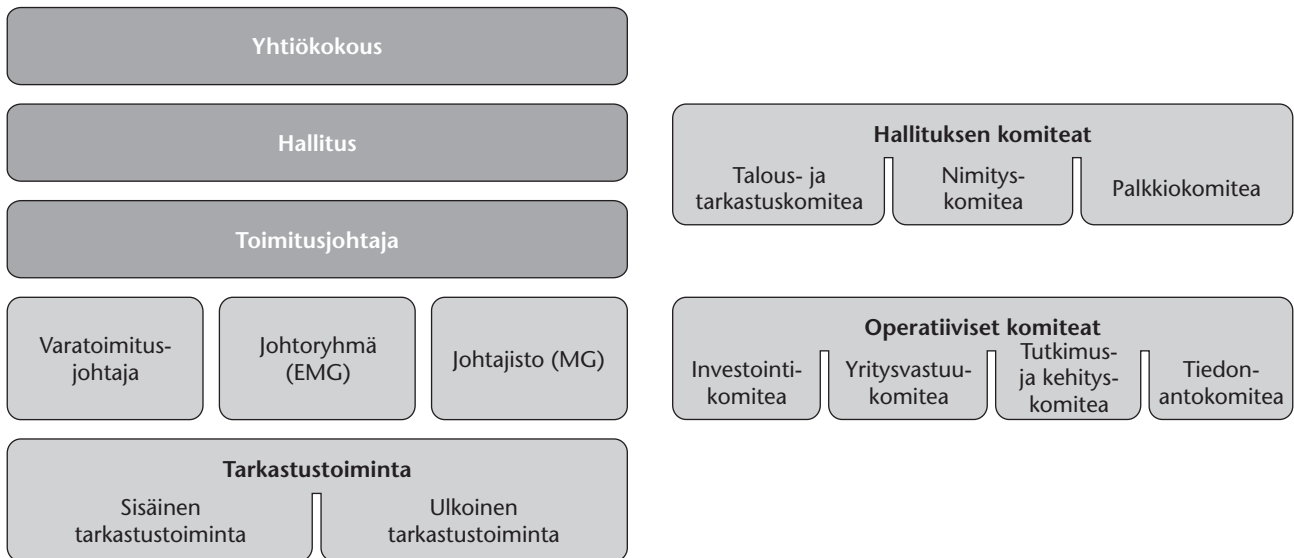 Yhtiökokous
Hallitus
Toimitusjohtaja
Varatoimitus-
johtaja
Johtoryhmä
(EMG)
Johtajisto (MG)
Tarkastustoiminta
Sisäinen
tarkastustoiminta
Ulkoinen
tarkastustoiminta
Hallituksen komiteat
Talous- ja
tarkastuskomitea
Nimitys-
komitea
Palkkiokomitea
Operatiiviset komiteat
Investointi-
komitea
Yritysvastuu-
komitea
Tutkimus-
ja kehitys-
komitea
Tiedon-
antokomitea